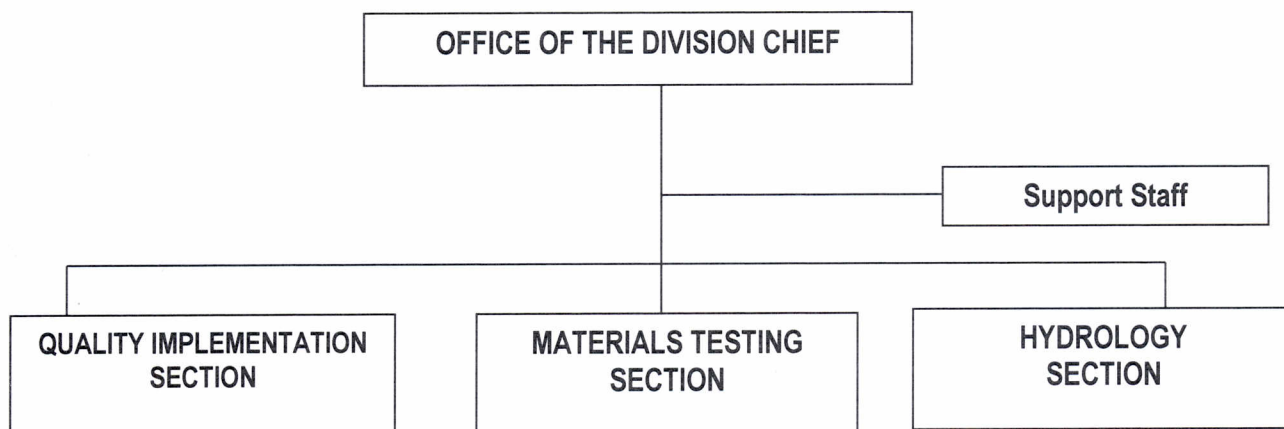 OFFICE OF THE DIVISION CHIEF
Support Staff
QUALITY IMPLEMENTATION
SECTION
MATERIALS TESTING
SECTION
HYDROLOGY
SECTION